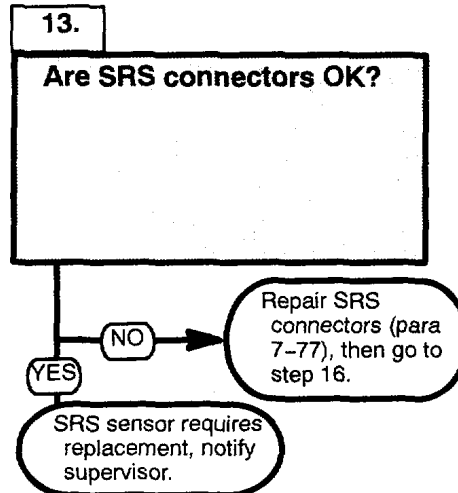 13.
Are SRS connectors OK?
NO
Repair SRS
connectors (para
7–77), then go to
step 16.
YES
SRS sensor requires
replacement, notify
supervisor.